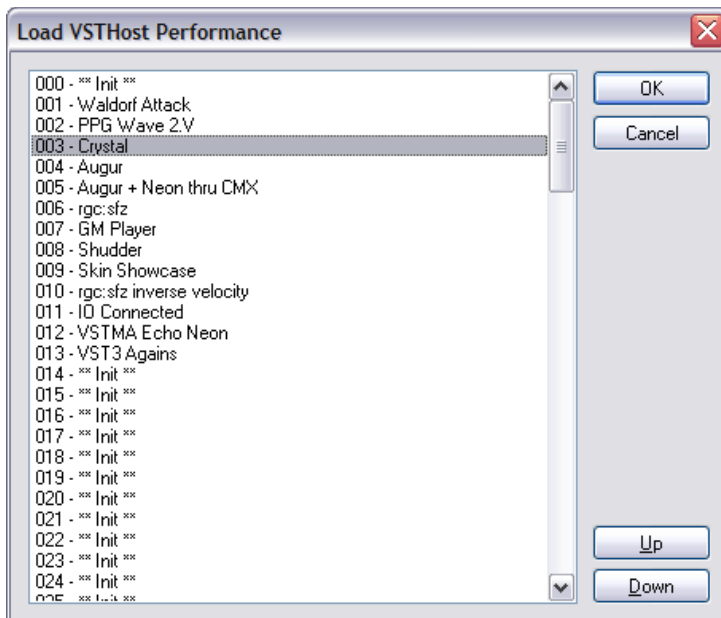 Load VSTHost Performance
000 - ** Init **
001 - Waldorf Attack
002 - PPG Wave 2.V
003 - Crystal
004 - Augur
005 - Augur + Neon thru CMX
006 - rgc:sfz
007 - GM Player
008 - Shudder
009 - Skin Showcase
010 - rgc:sfz inverse velocity
011 - IO Connected
012 - VSTMA Echo Neon
013 - VST3 Agains
014 - ** Init **
015 - ** Init **
016 - ** Init **
017 - ** Init **
018 - ** Init **
019 - ** Init **
020 - ** Init **
021 - ** Init **
022 - ** Init **
023 - ** Init **
024 - ** Init **
OK
Cancel
Up
Down